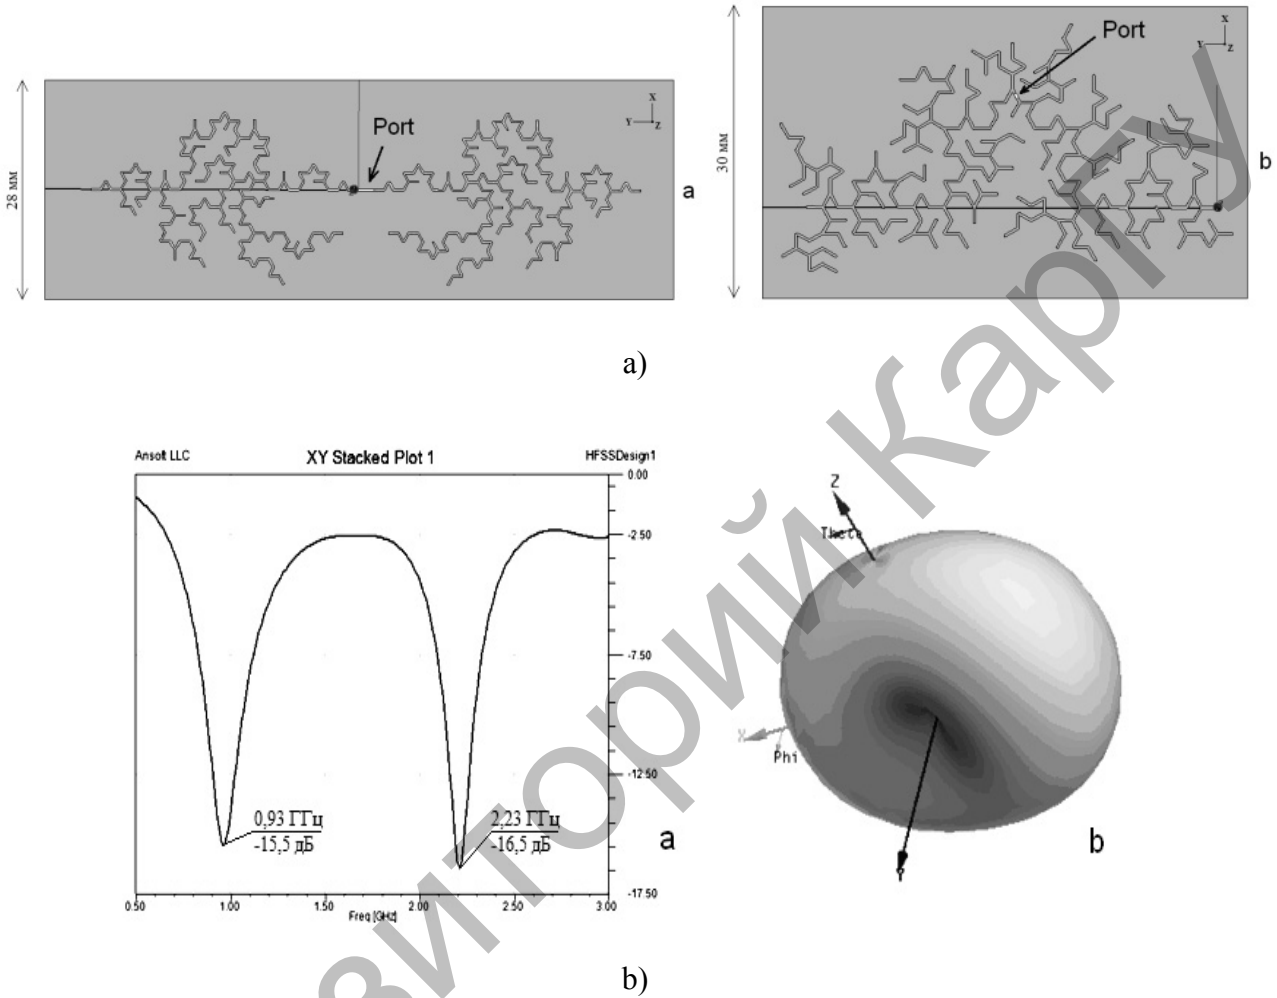 28 мм
Port
X
Y
Z
a
30 мм
Port
X
Y
Z
b
a)
Ansoft LLC
XY Stacked Plot 1
HFSSDesign1
0.00
-2.50
-7.50
-12.50
-17.50
0,93 ГГц
-15,5 дБ
2,23 ГГц
-16,5 дБ
0.50
1.00
1.50
2.00
2.50
3.00
Freq [GHz]
a
Z
Theta
X
Phi
Y
b
b)
зиторий КарГУ